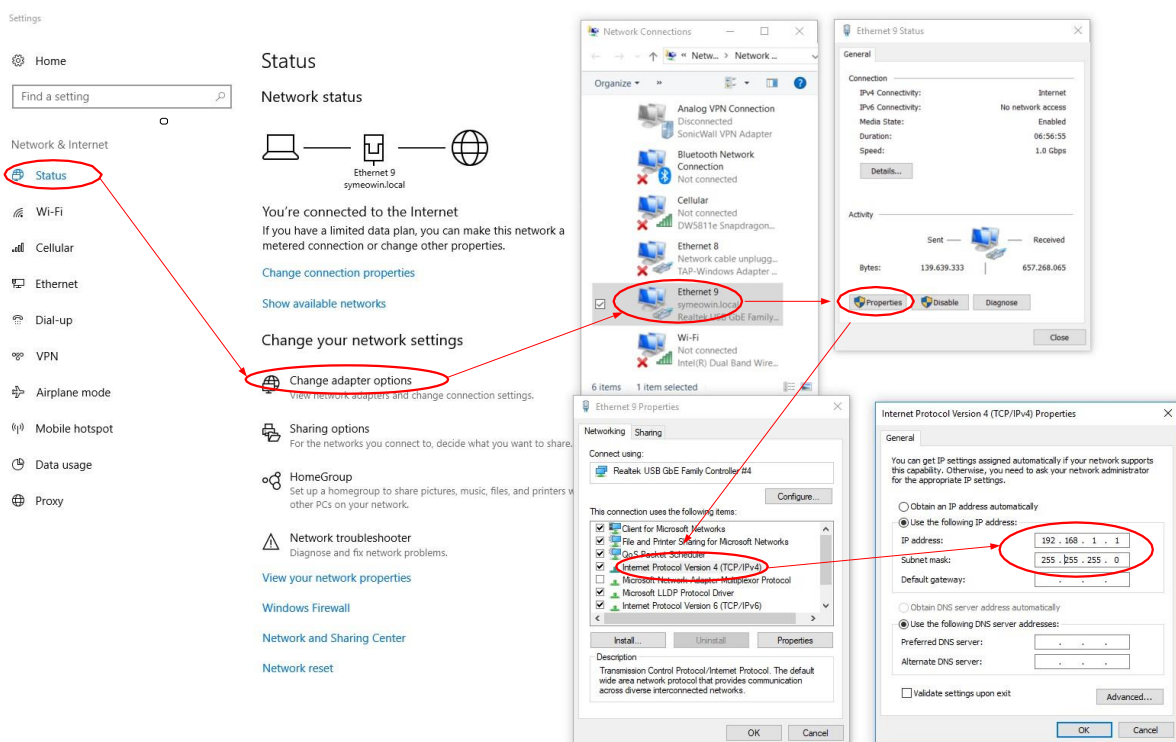 Settings
Home
Find a setting
Network & Internet
Status
Wi-Fi
Cellular
Ethernet
Dial-up
VPN
Airplane mode
Mobile hotspot
Data usage
Proxy
Status
Network status
Ethernet 9
symeowin.local
You're connected to the Internet
If you have a limited data plan, you can make this network a
metered connection or change other properties.
Change connection properties
Show available networks
Change your network settings
Change adapter options
View network adapters and change connection settings.
Sharing options
For the networks you connect to, decide what you want to share.
HomeGroup
Set up a homegroup to share pictures, music, files, and printers w
other PCs on your network.
Network troubleshooter
Diagnose and fix network problems.
View your network properties
Windows Firewall
Network and Sharing Center
Network reset
Network Connections
« Netw... > Network ...
Organize »
Analog VPN Connection
Disconnected
SonicWall VPN Adapter
Bluetooth Network
Connection
Not connected
Cellular
Not connected
DW5811e Snapdragon...
Ethernet 8
Network cable unplugg...
TAP-Windows Adapter ...
Ethernet 9
symeowin.local
Realtek USB GbE Family...
Wi-Fi
Not connected
Intel(R) Dual Band Wire...
6 items 1 item selected
Ethernet 9 Status
General
Connection
IPv4 Connectivity: Internet
IPv6 Connectivity: No network access
Media State: Enabled
Duration: 06:56:55
Speed: 1.0 Gbps
Details...
Activity
Sent Received
Bytes: 139.639.333 657.268.065
Properties Disable Diagnose
Close
Ethernet 9 Properties
Networking Sharing
Connect using:
Realtek USB GbE Family Controller #4
Configure...
This connection uses the following items:
Client for Microsoft Networks
File and Printer Sharing for Microsoft Networks
QoS Packet Scheduler
Internet Protocol Version 4 (TCP/IPv4)
Microsoft Network Adapter Multiplexor Protocol
Microsoft LLDP Protocol Driver
Internet Protocol Version 6 (TCP/IPv6)
Install... Uninstall Properties
Description
Transmission Control Protocol/Internet Protocol. The default
wide area network protocol that provides communication
across diverse interconnected networks.
OK Cancel
Internet Protocol Version 4 (TCP/IPv4) Properties
General
You can get IP settings assigned automatically if your network supports
this capability. Otherwise, you need to ask your network administrator
for the appropriate IP settings.
Obtain an IP address automatically
Use the following IP address:
IP address: 192 . 168 . 1 . 1
Subnet mask: 255 . 255 . 255 . 0
Default gateway: . . .
Obtain DNS server address automatically
Use the following DNS server addresses:
Preferred DNS server: . . .
Alternate DNS server: . . .
Validate settings upon exit
Advanced...
OK Cancel